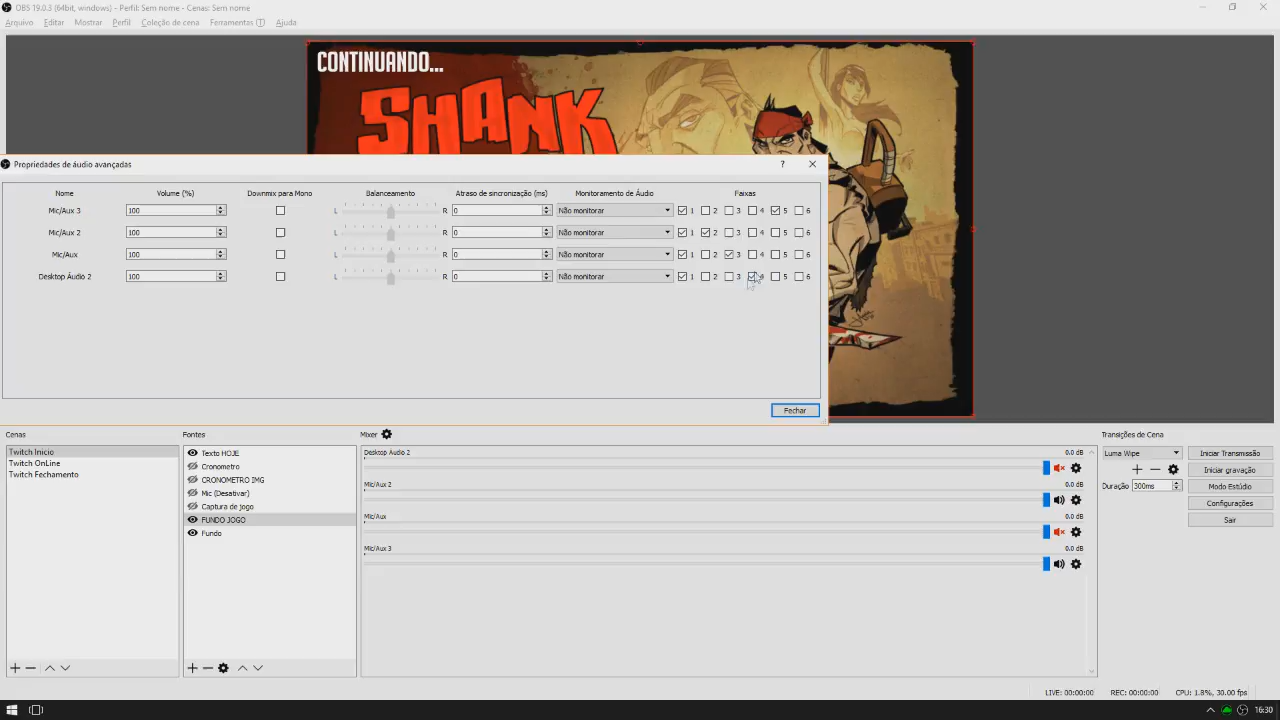 OBS 19.0.3 (64bit, windows) - Perfil: Sem nome - Cenas: Sem nome
Arquivo Editar Mostrar Perfil Coleção de cena Ferramentas (T) Ajuda
CONTINUANDO...
SHANK
Propriedades de áudio avançadas ?
Nome Volume (%) Downmix para Mono Balanceamento Atraso de sincronização (ms) Monitoramento de Áudio Faixas
Mic/Aux 3 100 L R 0 Não monitorar 1 2 3 4 5 6
Mic/Aux 2 100 L R 0 Não monitorar 1 2 3 4 5 6
Mic/Aux 100 L R 0 Não monitorar 1 2 3 4 5 6
Desktop Áudio 2 100 L R 0 Não monitorar 1 2 3 4 5 6
Fechar
Cenas
Twitch Inicio
Twitch OnLine
Twitch Fechamento
Fontes
Texto HOJE
Cronometro
CRONOMETRO IMG
Mic (Desativar)
Captura de jogo
FUNDO JOGO
Fundo
Mixer
Desktop Áudio 2 0.0 dB
Mic/Aux 2 0.0 dB
Mic/Aux 0.0 dB
Mic/Aux 3 0.0 dB
Transições de Cena
Luma Wipe
Duração 300ms
Iniciar Transmissão
Iniciar gravação
Modo Estúdio
Configurações
Sair
LIVE: 00:00:00 REC: 00:00:00 CPU: 1.8%, 30.00 fps
16:30